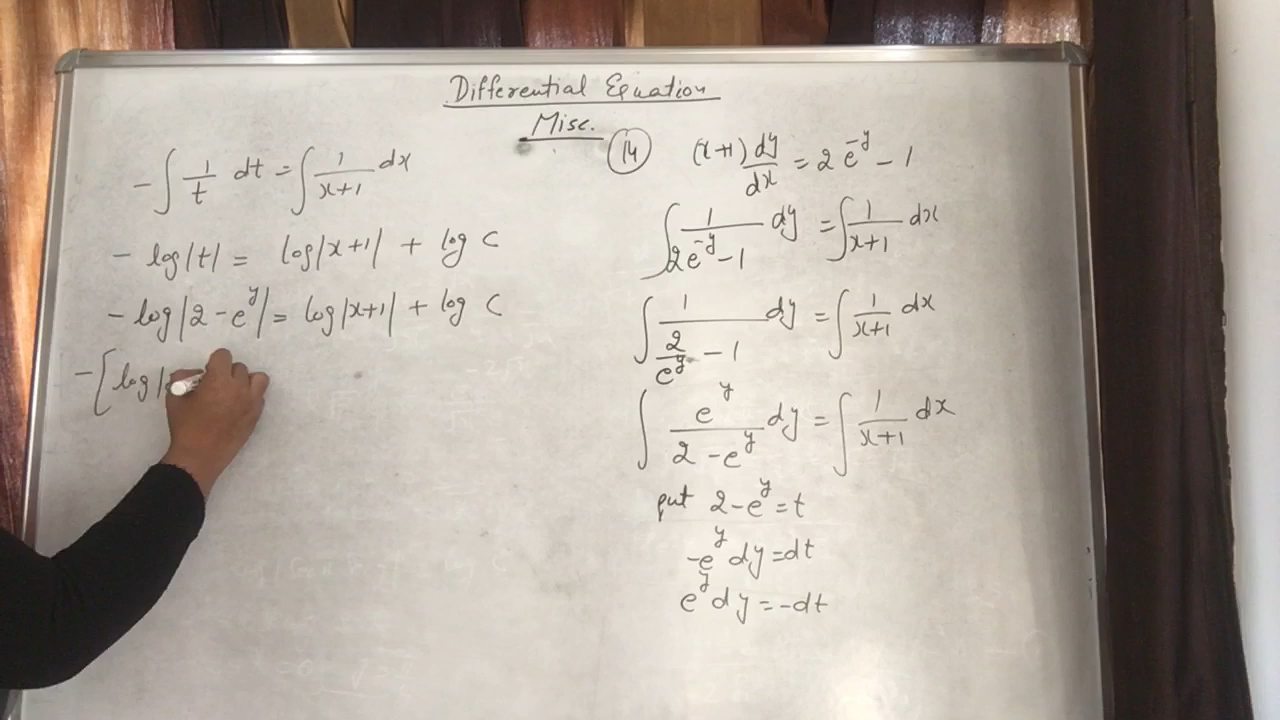 Differential Equation
Misc.
14 (x+1) dy/dx = 2e^-y - 1
∫ 1/(2e^-y - 1) dy = ∫ 1/(x+1) dx
∫ 1/(2/e^y - 1) dy = ∫ 1/(x+1) dx
∫ e^y/(2 - e^y) dy = ∫ 1/(x+1) dx
put 2 - e^y = t
-e^y dy = dt
e^y dy = -dt
- ∫ 1/t dt = ∫ 1/(x+1) dx
- log|t| = log|x+1| + log C
- log|2 - e^y| = log|x+1| + log C
- [log|